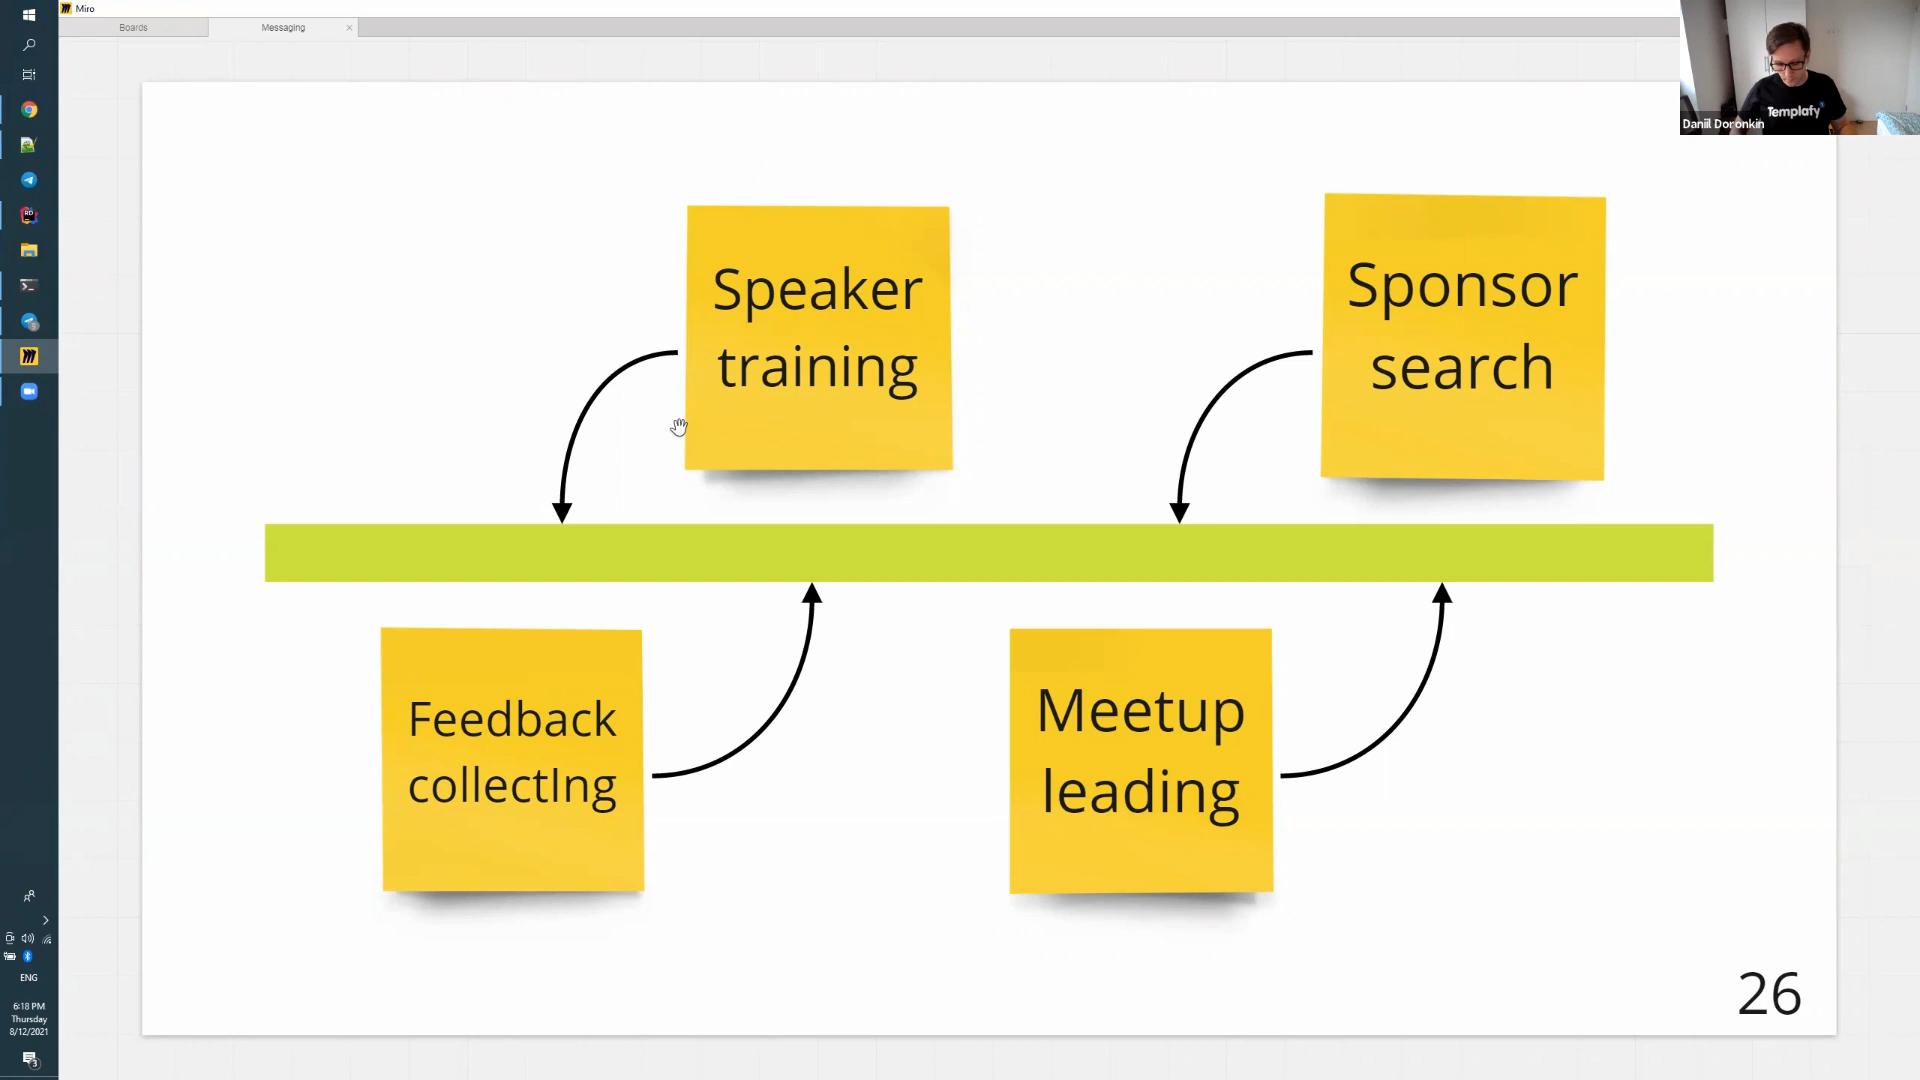 Miro
Boards
Messaging
Templafy
Daniil Doronkin
Speaker
training
Sponsor
search
Feedback
collectIng
Meetup
leading
26
ENG
6:18 PM
Thursday
8/12/2021
3